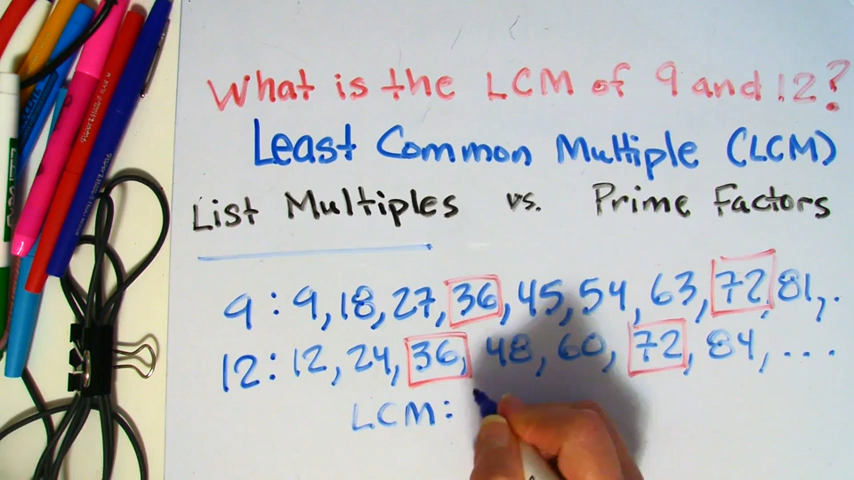 What is the LCM of 9 and 12?
Least Common Multiple (LCM)
List Multiples vs. Prime Factors
9: 9, 18, 27, 36, 45, 54, 63, 72, 81, .
12: 12, 24, 36, 48, 60, 72, 84, ...
LCM: